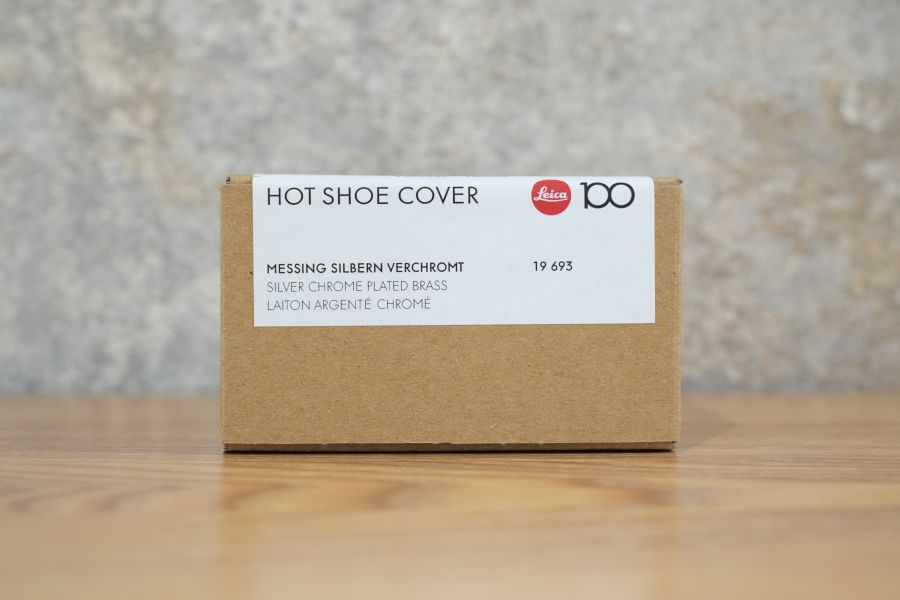 HOT SHOE COVER
Leica 100
MESSING SILBERN VERCHROMT 19 693
SILVER CHROME PLATED BRASS
LAITON ARGENTÉ CHROMÉ